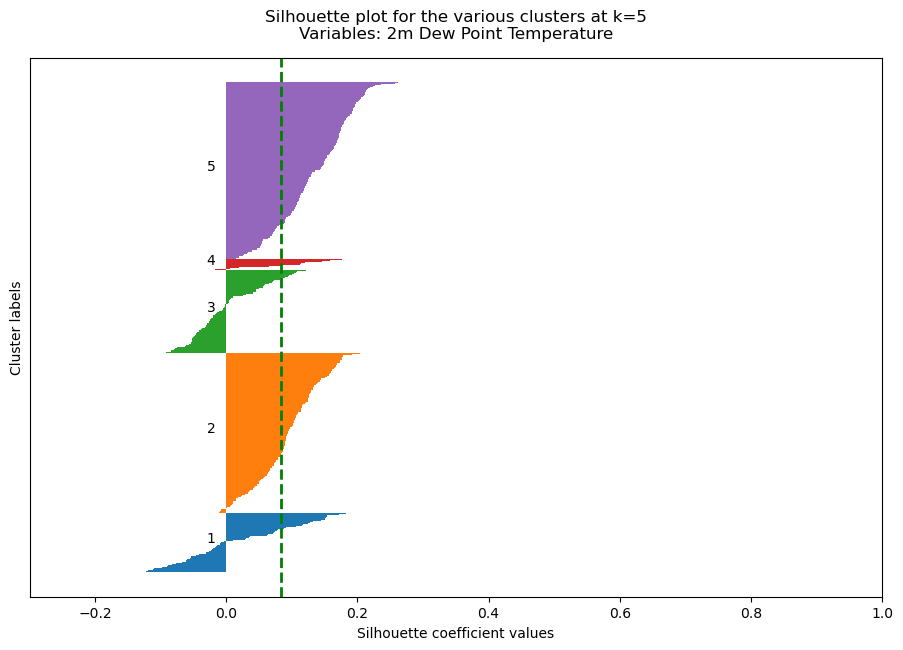 Silhouette plot for the various clusters at k=5
Variables: 2m Dew Point Temperature
5
4
3
2
1
Cluster labels
−0.2 0.0 0.2 0.4 0.6 0.8 1.0
Silhouette coefficient values